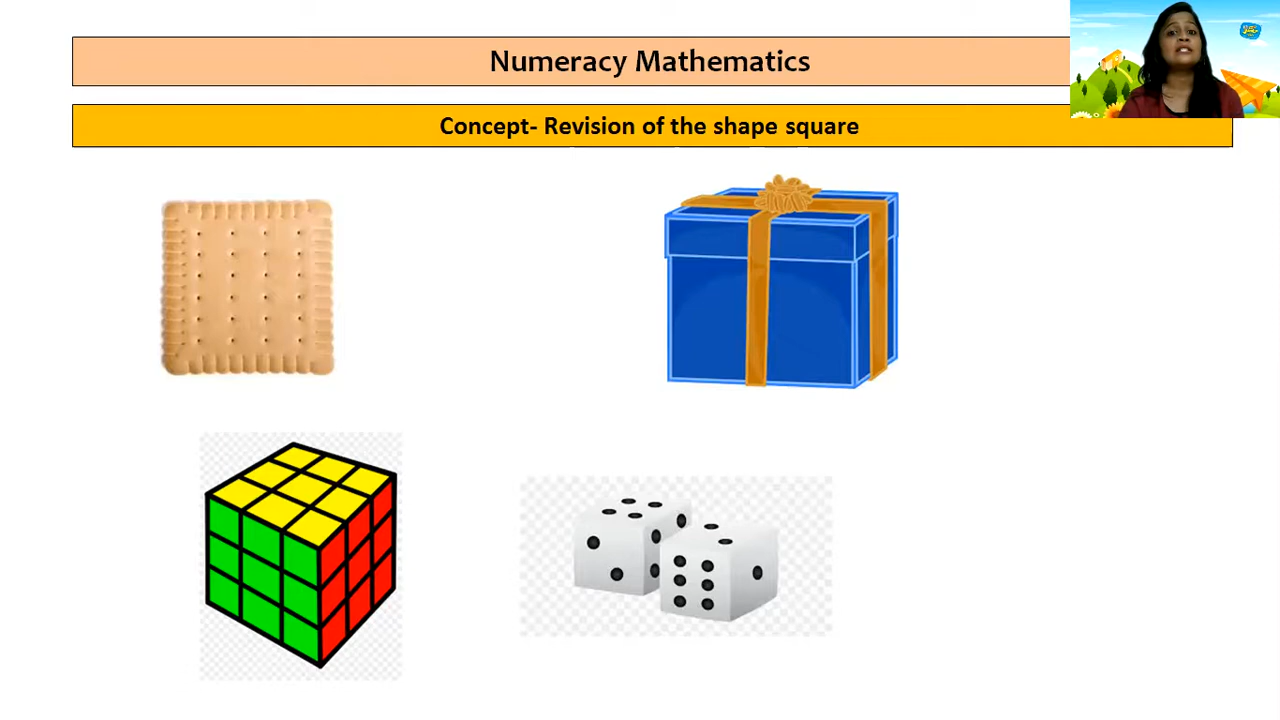 Numeracy Mathematics
Concept- Revision of the shape square